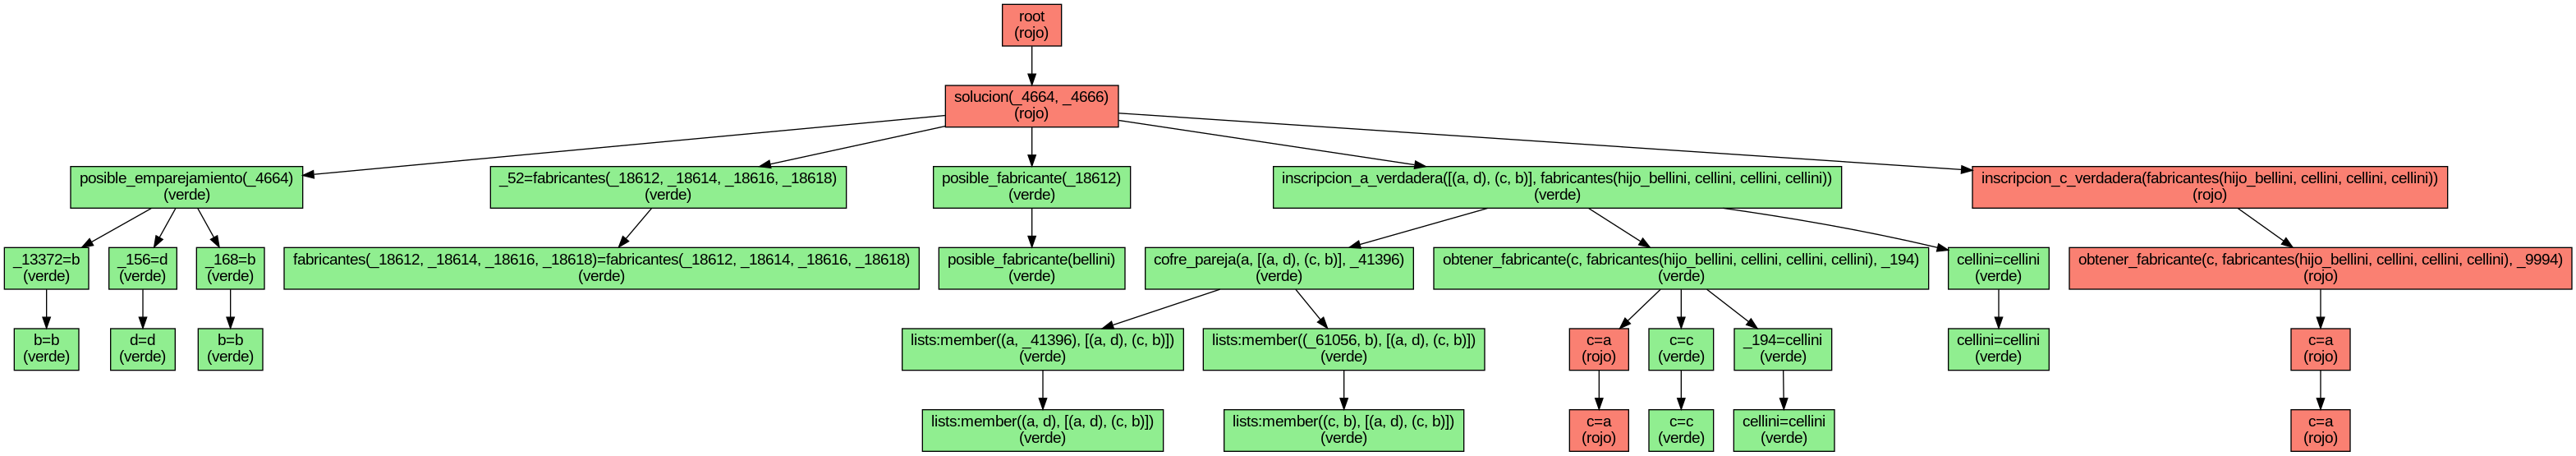 root
(rojo)
solucion(_4664, _4666)
(rojo)
posible_emparejamiento(_4664)
(verde)
_52=fabricantes(_18612, _18614, _18616, _18618)
(verde)
posible_fabricante(_18612)
(verde)
inscripcion_a_verdadera([(a, d), (c, b)], fabricantes(hijo_bellini, cellini, cellini, cellini))
(verde)
inscripcion_c_verdadera(fabricantes(hijo_bellini, cellini, cellini, cellini))
(rojo)
_13372=b
(verde)
_156=d
(verde)
_168=b
(verde)
fabricantes(_18612, _18614, _18616, _18618)=fabricantes(_18612, _18614, _18616, _18618)
(verde)
posible_fabricante(bellini)
(verde)
cofre_pareja(a, [(a, d), (c, b)], _41396)
(verde)
obtener_fabricante(c, fabricantes(hijo_bellini, cellini, cellini, cellini), _194)
(verde)
cellini=cellini
(verde)
obtener_fabricante(c, fabricantes(hijo_bellini, cellini, cellini, cellini), _9994)
(rojo)
b=b
(verde)
d=d
(verde)
b=b
(verde)
lists:member((a, _41396), [(a, d), (c, b)])
(verde)
lists:member((_61056, b), [(a, d), (c, b)])
(verde)
c=a
(rojo)
c=c
(verde)
_194=cellini
(verde)
cellini=cellini
(verde)
c=a
(rojo)
lists:member((a, d), [(a, d), (c, b)])
(verde)
lists:member((c, b), [(a, d), (c, b)])
(verde)
c=a
(rojo)
c=c
(verde)
cellini=cellini
(verde)
c=a
(rojo)